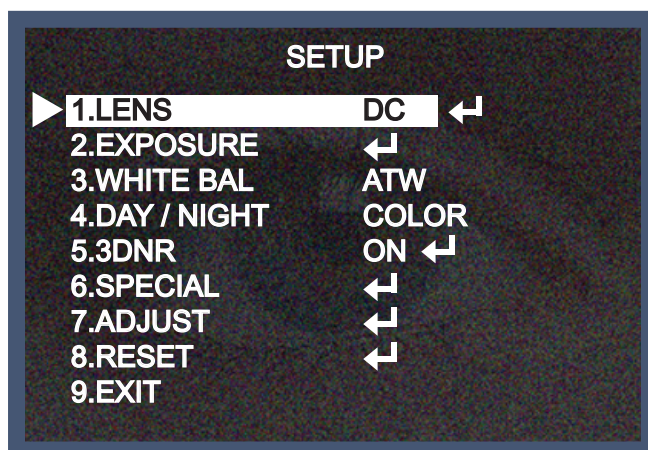 SETUP
1.LENS DC
2.EXPOSURE
3.WHITE BAL ATW
4.DAY / NIGHT COLOR
5.3DNR ON
6.SPECIAL
7.ADJUST
8.RESET
9.EXIT